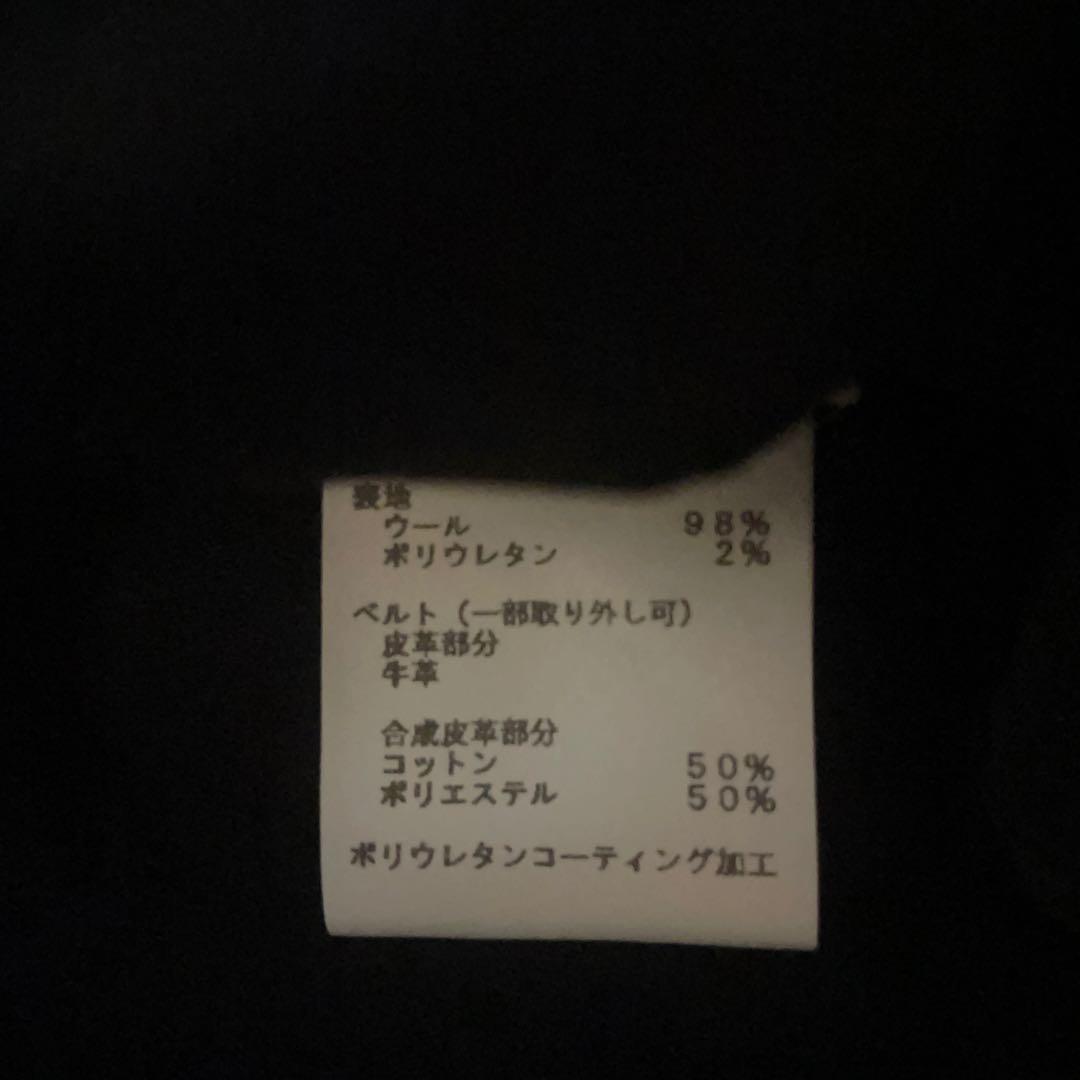 表地
ウール 98%
ポリウレタン 2%
ベルト(一部取り外し可)
皮革部分
牛革
合成皮革部分
コットン 50%
ポリエステル 50%
ポリウレタンコーティング加工